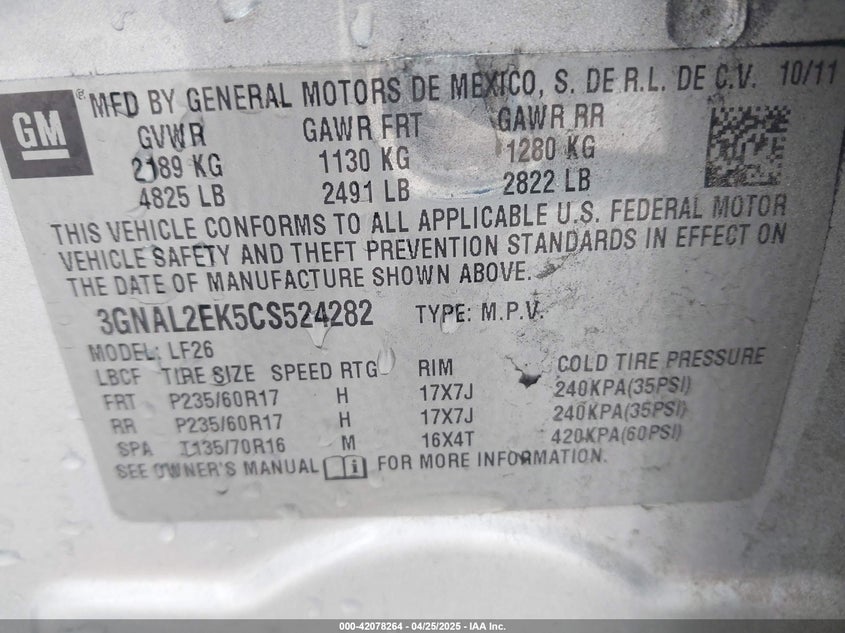 GM ® MFD BY GENERAL MOTORS DE MEXICO, S. DE R.L. DE C.V. 10/11
GVWR GAWR FRT GAWR RR
2189 KG 1130 KG 1280 KG
4825 LB 2491 LB 2822 LB
THIS VEHICLE CONFORMS TO ALL APPLICABLE U.S. FEDERAL MOTOR
VEHICLE SAFETY AND THEFT PREVENTION STANDARDS IN EFFECT ON
THE DATE OF MANUFACTURE SHOWN ABOVE.
3GNAL2EK5CS524282 TYPE: M.P.V.
MODEL: LF26
LBCF TIRE SIZE SPEED RTG RIM COLD TIRE PRESSURE
FRT P235/60R17 H 17X7J 240KPA(35PSI)
RR P235/60R17 H 17X7J 240KPA(35PSI)
SPA T135/70R16 M 16X4T 420KPA(60PSI)
SEE OWNER'S MANUAL FOR MORE INFORMATION.
000-42078264 - 04/25/2025 - IAA Inc.